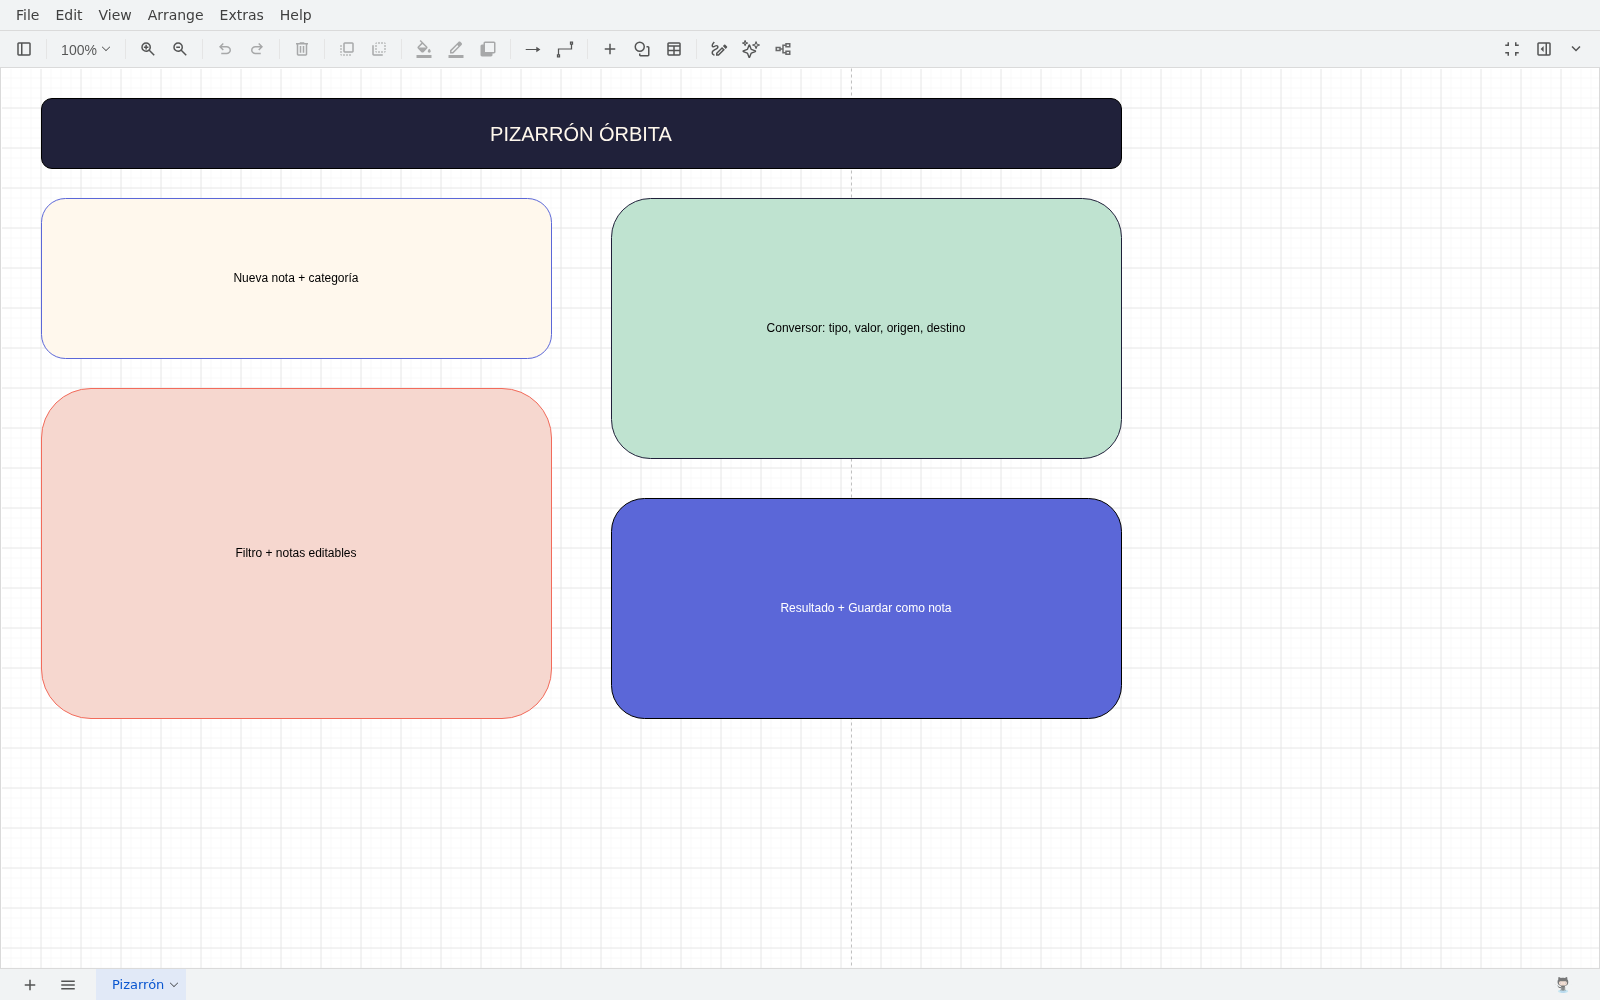 File Edit View Arrange Extras Help
100%
PIZARRÓN ÓRBITA
Nueva nota + categoría
Conversor: tipo, valor, origen, destino
Filtro + notas editables
Resultado + Guardar como nota
Pizarrón